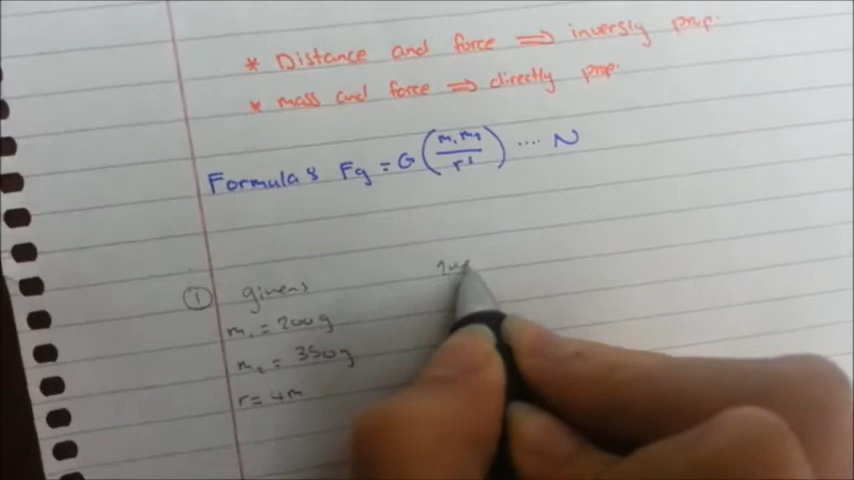 * Distance and force ⇒ inversly prop.
* mass and force ⇒ directly prop.
Formula : Fg = G (m₁ m₂ / r²) .... N
① givens
m₁ = 200g
m₂ = 350g
r = 4m